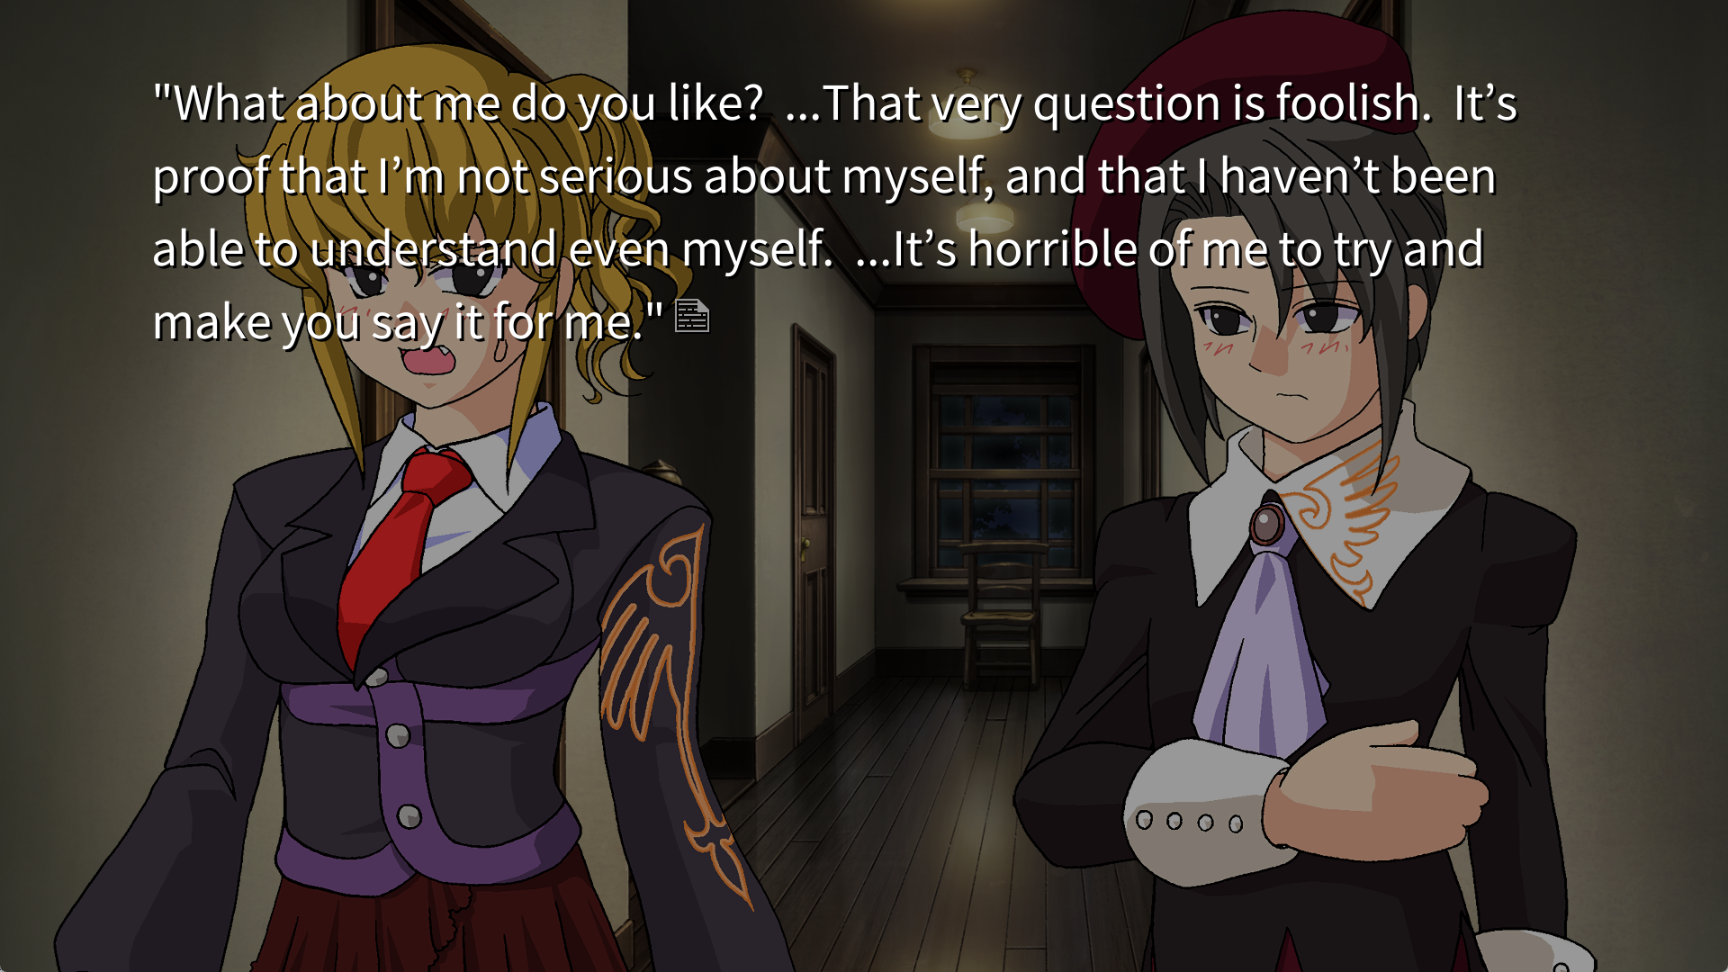 "What about me do you like?  ...That very question is foolish.  It’s
proof that I’m not serious about myself, and that I haven’t been
able to understand even myself.  ...It’s horrible of me to try and
make you say it for me."